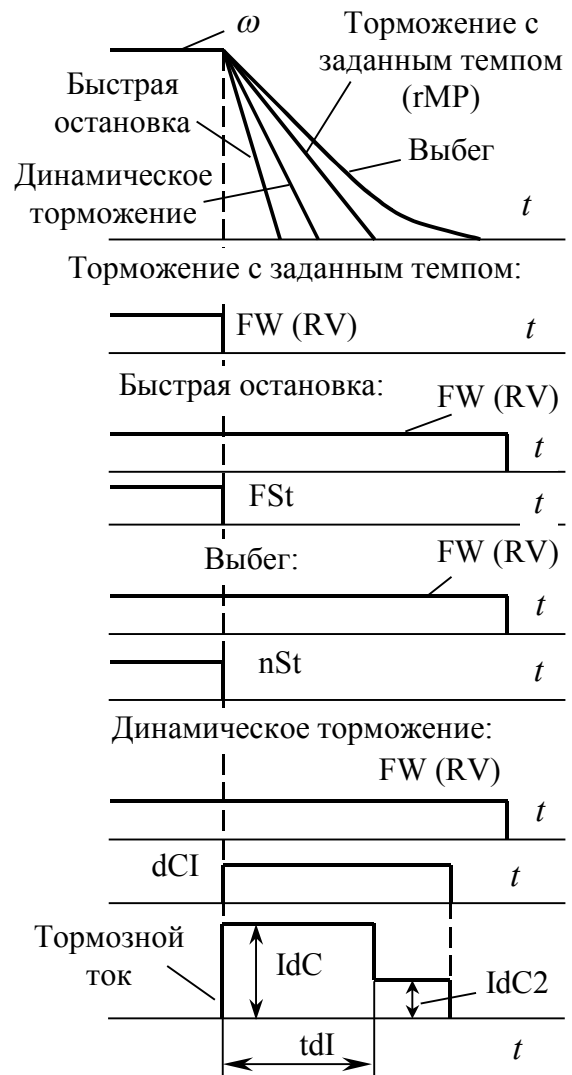 ω
Торможение с
заданным темпом
(rMP)
Быстрая
остановка
Выбег
Динамическое
торможение
t
Торможение с заданным темпом:
FW (RV)
t
Быстрая остановка:
FW (RV)
t
FSt
t
Выбег:
FW (RV)
t
nSt
t
Динамическое торможение:
FW (RV)
t
dCI
t
Тормозной
ток
IdC
IdC2
tdI
t